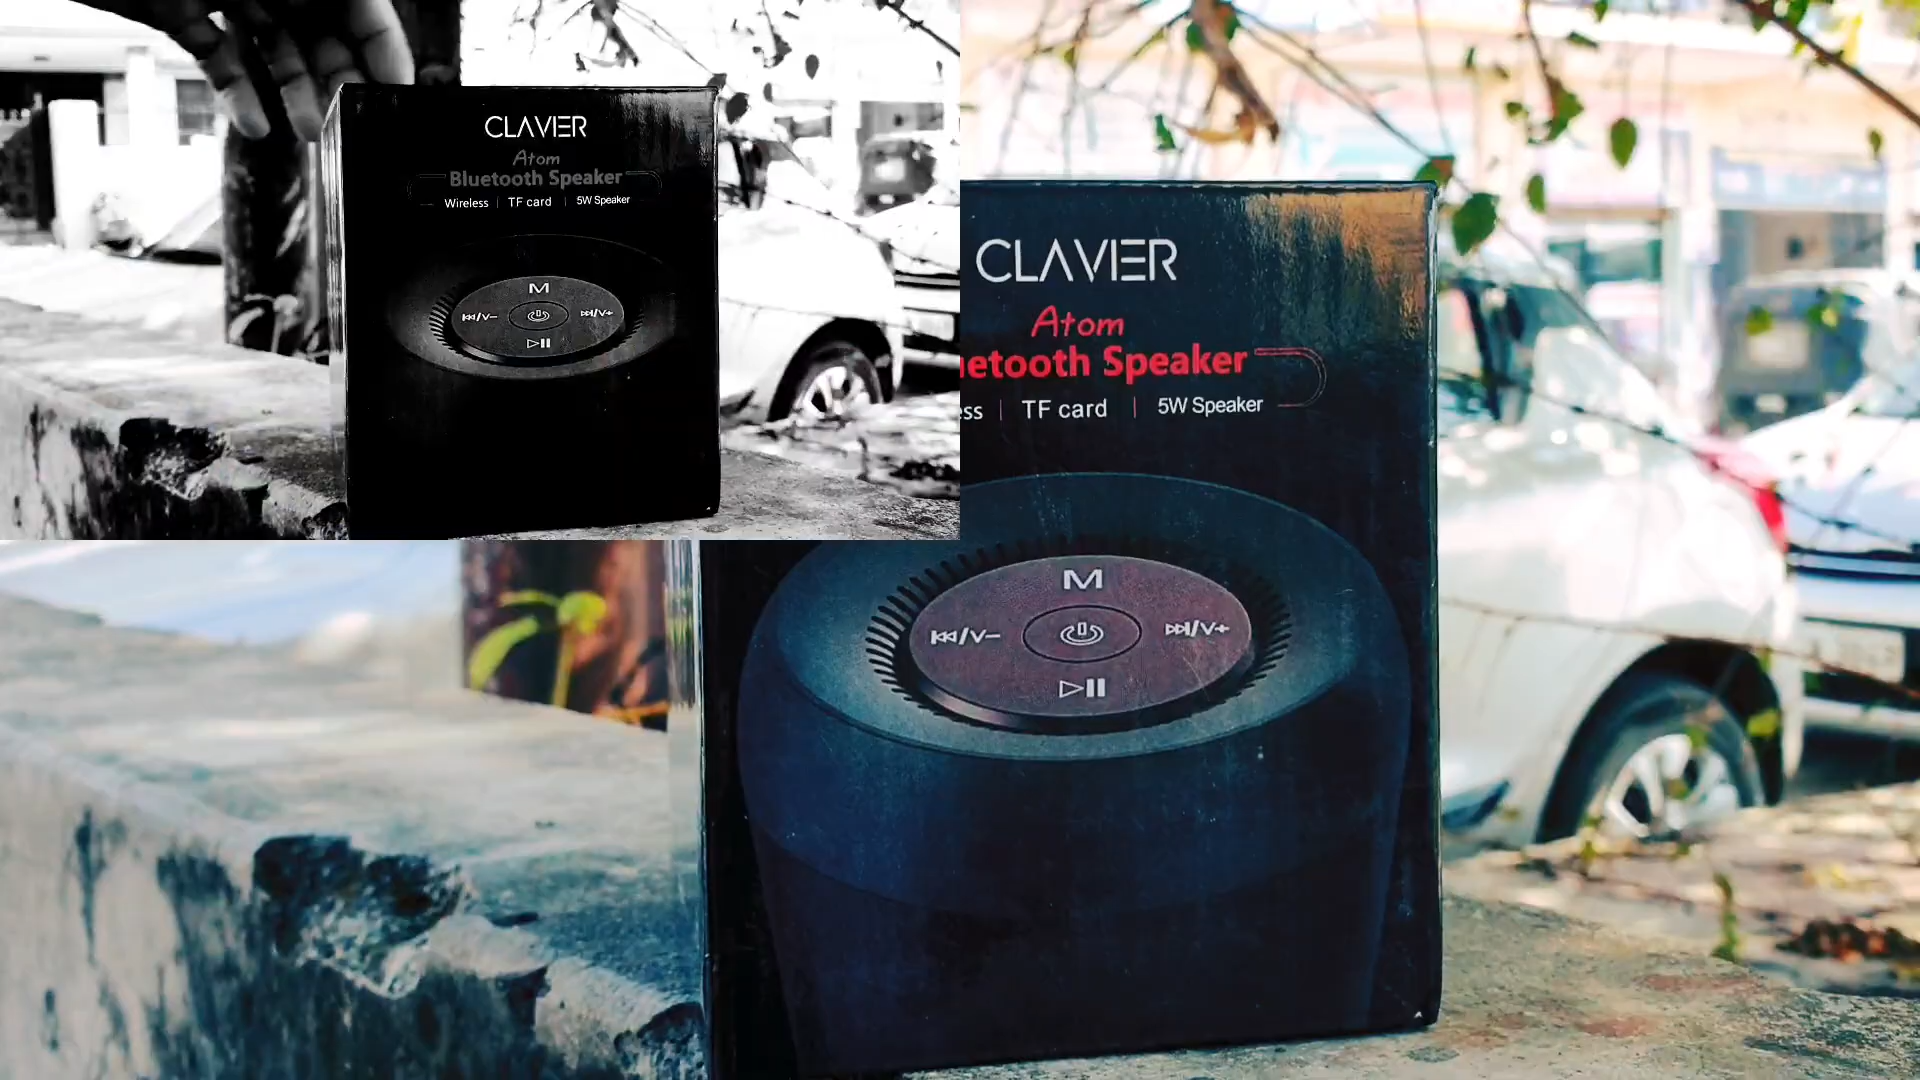 CLAVIER
Atom
Bluetooth Speaker
Wireless | TF card | 5W Speaker
M
⏮/V− ⏭/V+
▷II
CLAVIER
Atom
etooth Speaker
ss | TF card | 5W Speaker
M
⏮/V− ⏭/V+
▷II